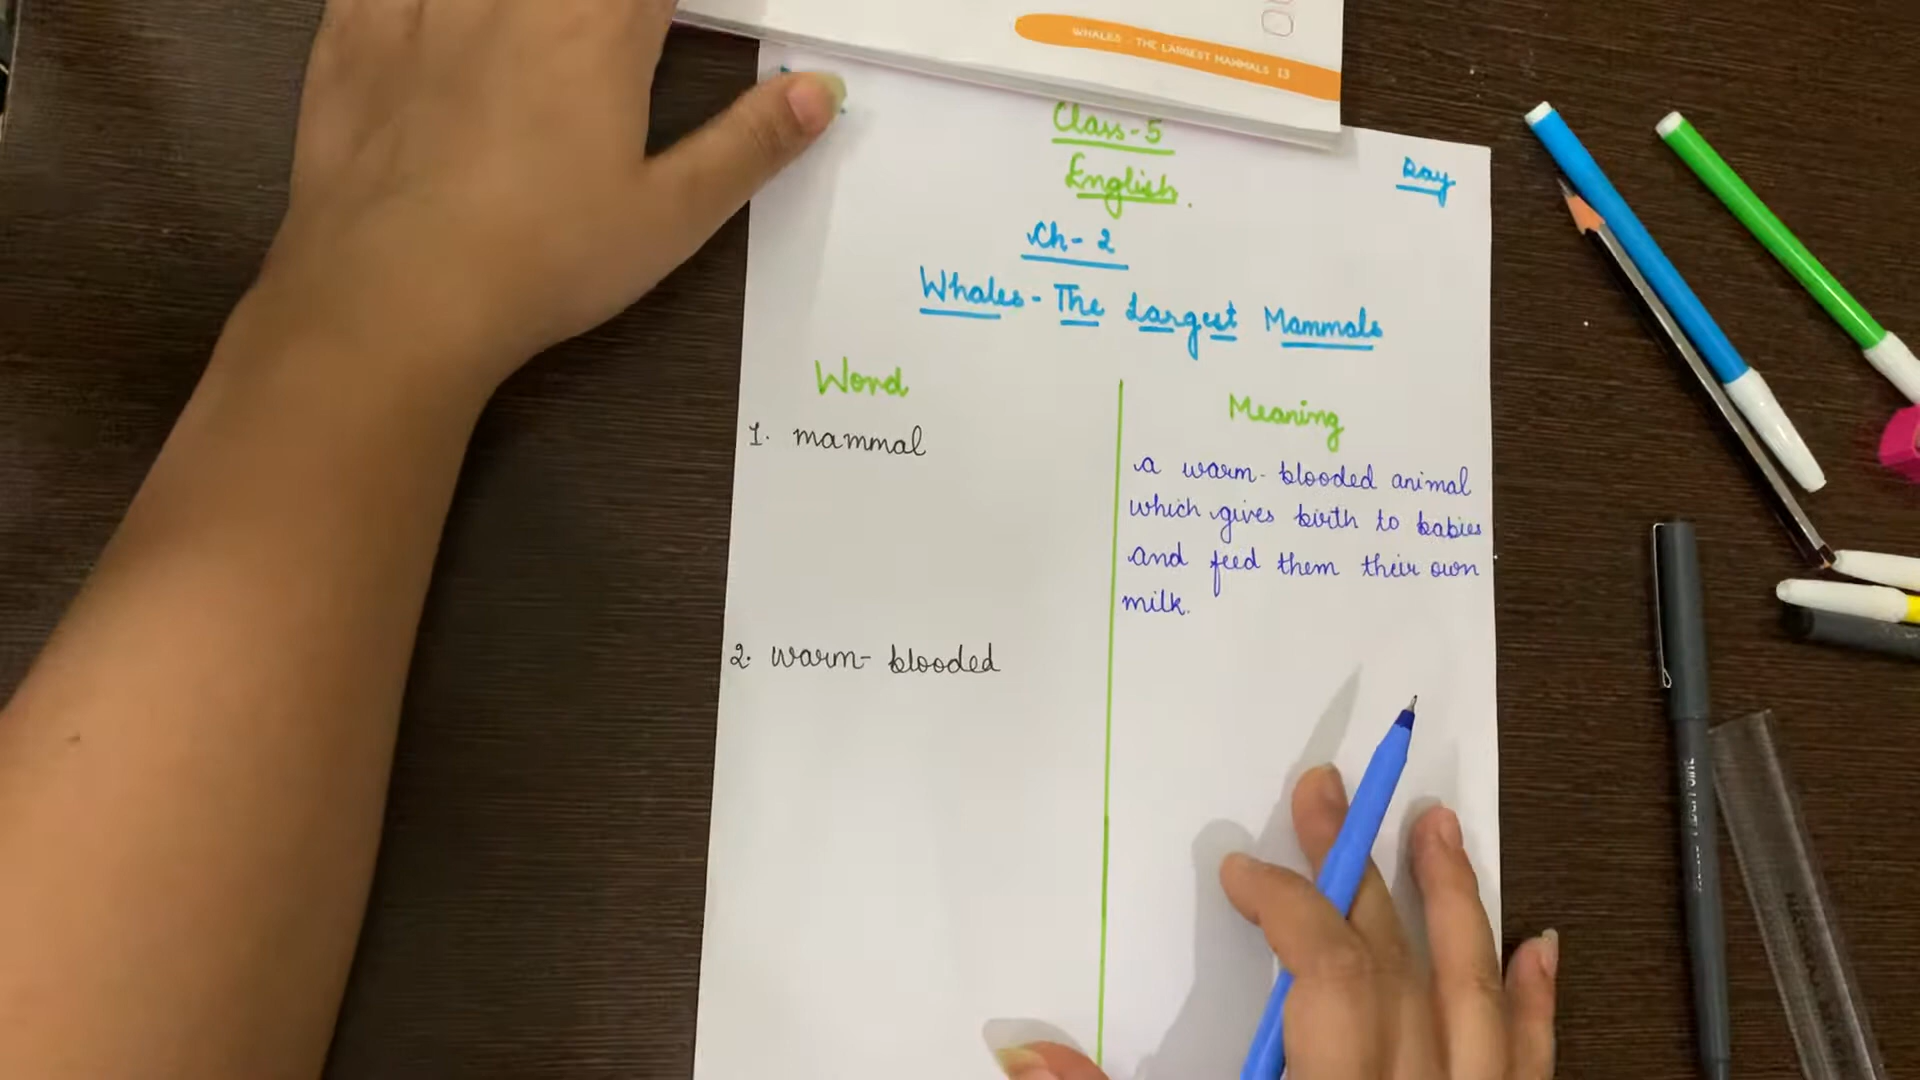 WHALES - THE LARGEST MAMMALS 13
Class-5
English.
Day
Ch-2
Whales-The Largest Mammals
Word
Meaning
1. mammal
a warm-blooded animal
which gives birth to babies
and feed them their own
milk.
2. warm-blooded